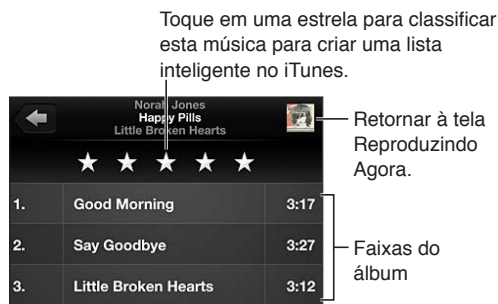 Toque em uma estrela para classificar
esta música para criar uma lista
inteligente no iTunes.
Norah Jones
Happy Pills
Little Broken Hearts
Retornar à tela
Reproduzindo
Agora.
1. Good Morning 3:17
2. Say Goodbye 3:27
3. Little Broken Hearts 3:12
Faixas do
álbum